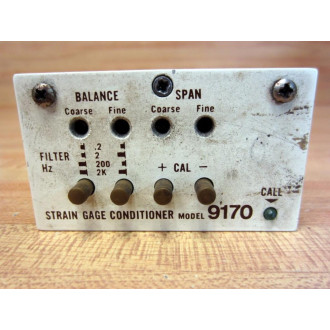 BALANCE SPAN
Coarse Fine Coarse Fine
FILTER Hz
.2
2
200
2K
+ CAL −
CALL
STRAIN GAGE CONDITIONER MODEL 9170